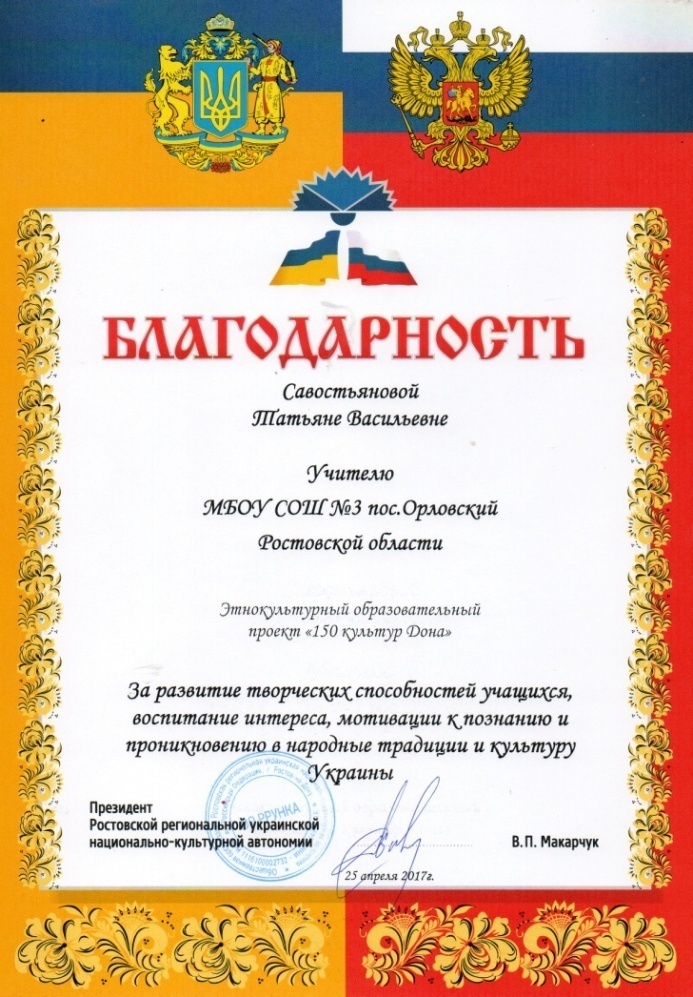 БЛАГОДАРНОСТЬ
Савостьяновой
Татьяне Васильевне
Учителю
МБОУ СОШ №3 пос.Орловский
Ростовской области
Этнокультурный образовательный
проект «150 культур Дона»
За развитие творческих способностей учащихся,
воспитание интереса, мотивации к познанию и
проникновению в народные традиции и культуру
Украины
Президент
Ростовской региональной украинской
национально-культурной автономии
В.П. Макарчук
25 апреля 2017г.
РРУНКА